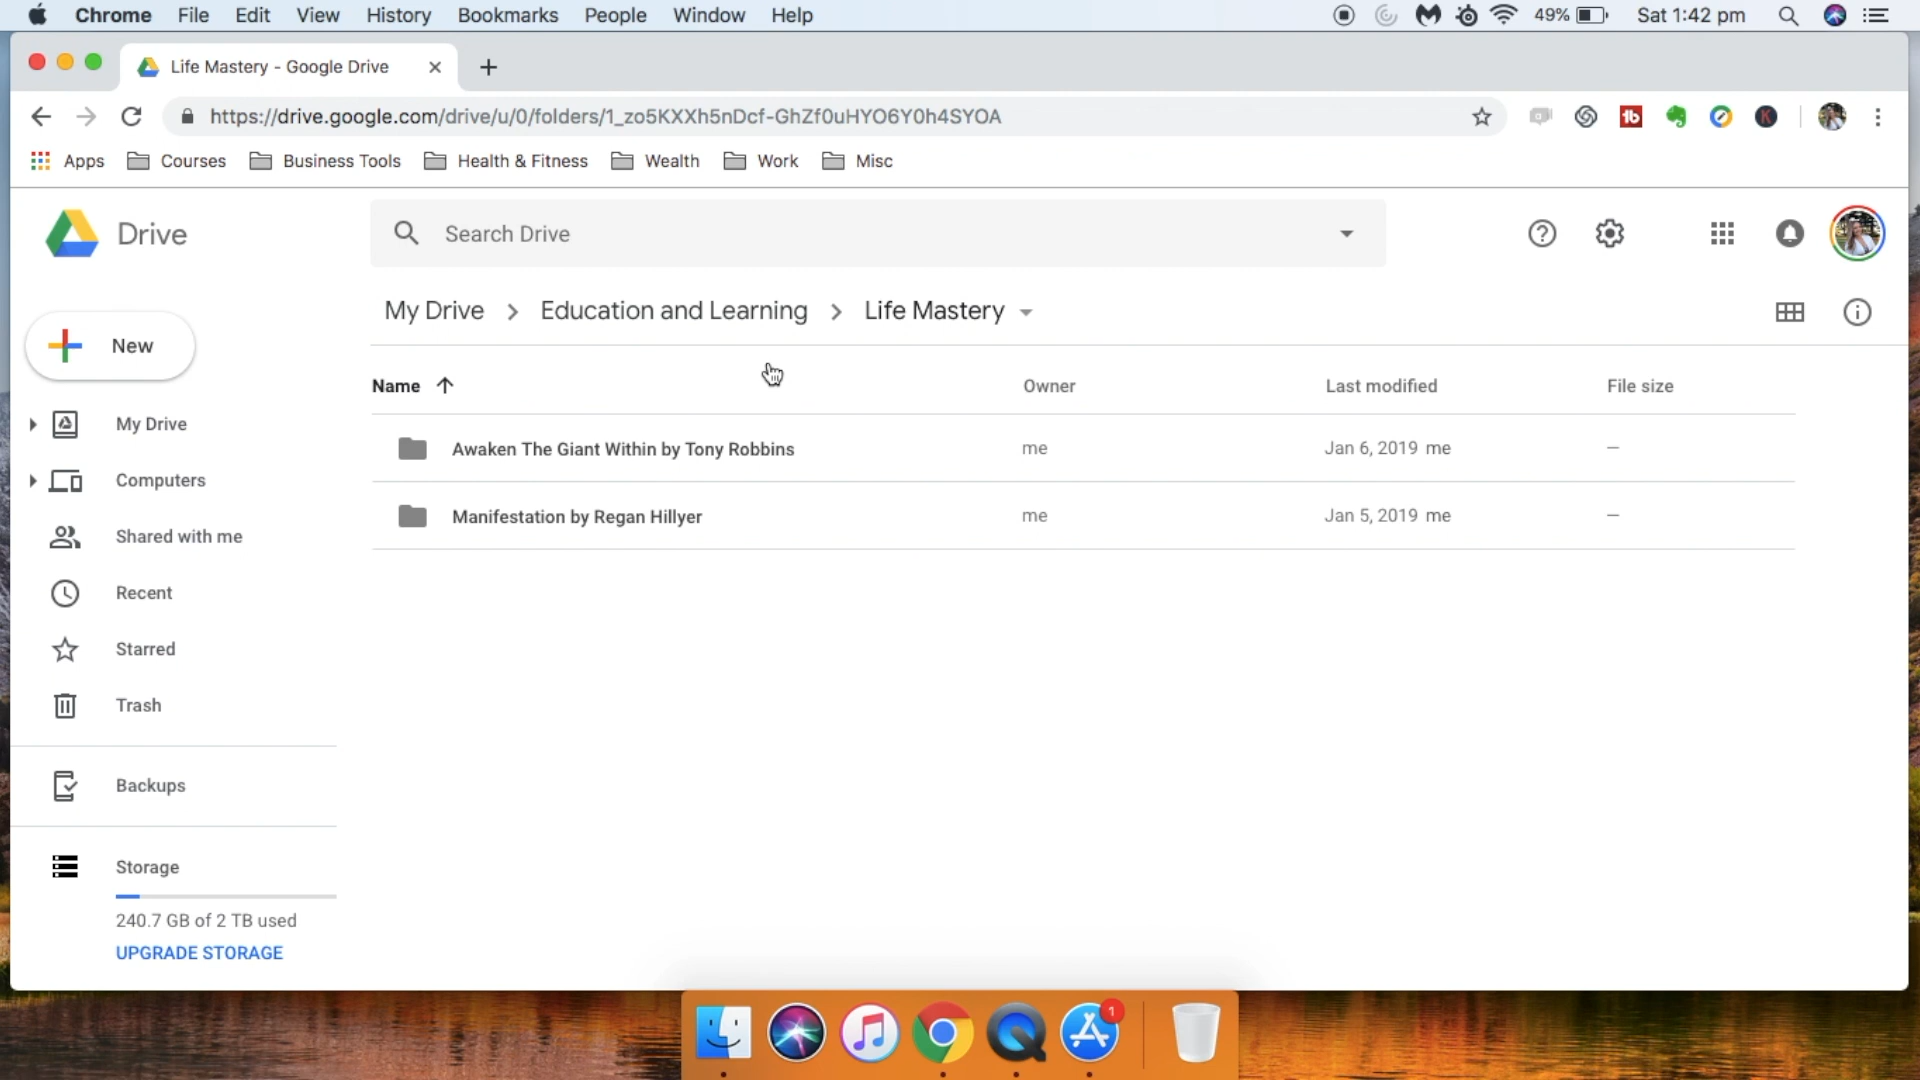 Chrome File Edit View History Bookmarks People Window Help 49% Sat 1:42 pm
Life Mastery - Google Drive
https://drive.google.com/drive/u/0/folders/1_zo5KXXh5nDcf-GhZf0uHYO6Y0h4SYOA
Apps Courses Business Tools Health & Fitness Wealth Work Misc
Drive Search Drive
My Drive > Education and Learning > Life Mastery
New
Name Owner Last modified File size
My Drive
Awaken The Giant Within by Tony Robbins me Jan 6, 2019 me –
Computers
Manifestation by Regan Hillyer me Jan 5, 2019 me –
Shared with me
Recent
Starred
Trash
Backups
Storage
240.7 GB of 2 TB used
UPGRADE STORAGE
1